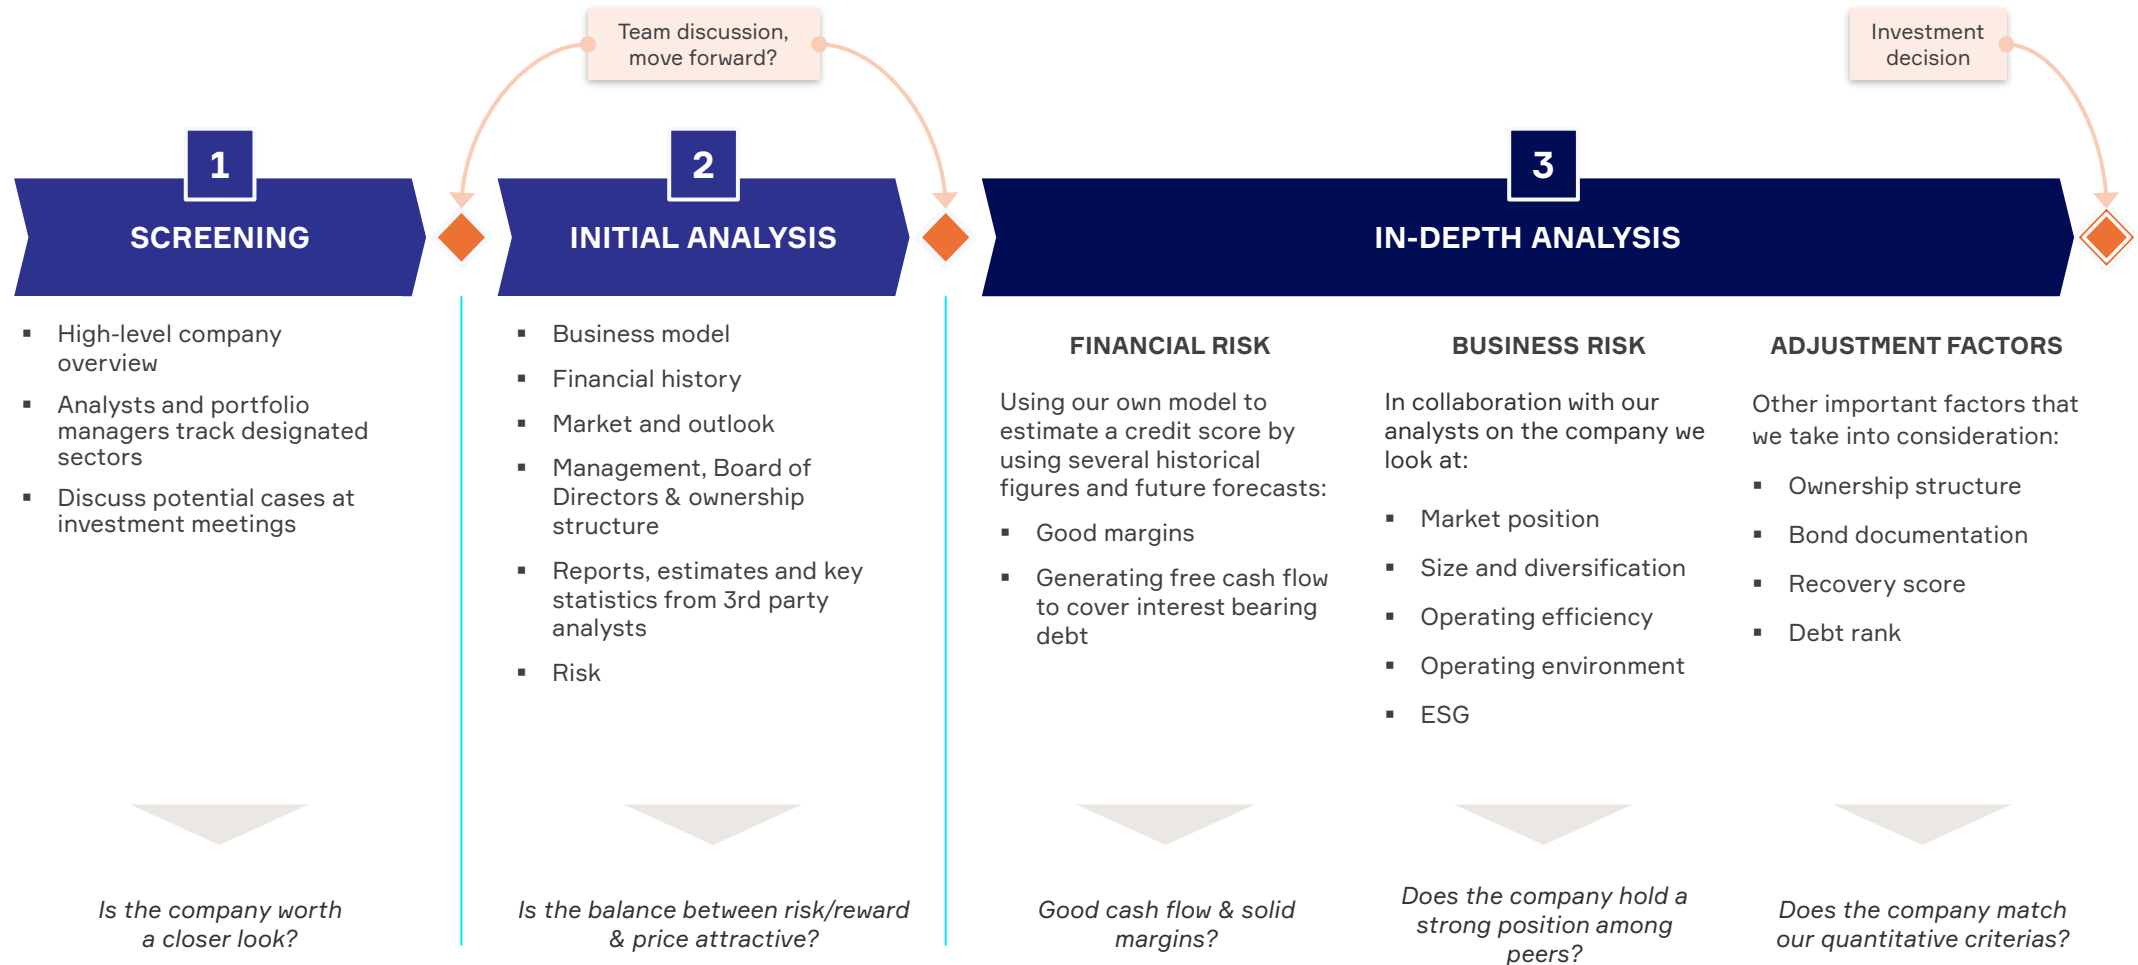 Team discussion,
move forward?
Investment
decision
1
SCREENING
2
INITIAL ANALYSIS
3
IN-DEPTH ANALYSIS
▪ High-level company
overview
▪ Analysts and portfolio
managers track designated
sectors
▪ Discuss potential cases at
investment meetings
Is the company worth
a closer look?
▪ Business model
▪ Financial history
▪ Market and outlook
▪ Management, Board of
Directors & ownership
structure
▪ Reports, estimates and key
statistics from 3rd party
analysts
▪ Risk
Is the balance between risk/reward
& price attractive?
FINANCIAL RISK
Using our own model to
estimate a credit score by
using several historical
figures and future forecasts:
▪ Good margins
▪ Generating free cash flow
to cover interest bearing
debt
Good cash flow & solid
margins?
BUSINESS RISK
In collaboration with our
analysts on the company we
look at:
▪ Market position
▪ Size and diversification
▪ Operating efficiency
▪ Operating environment
▪ ESG
Does the company hold a
strong position among
peers?
ADJUSTMENT FACTORS
Other important factors that
we take into consideration:
▪ Ownership structure
▪ Bond documentation
▪ Recovery score
▪ Debt rank
Does the company match
our quantitative criterias?